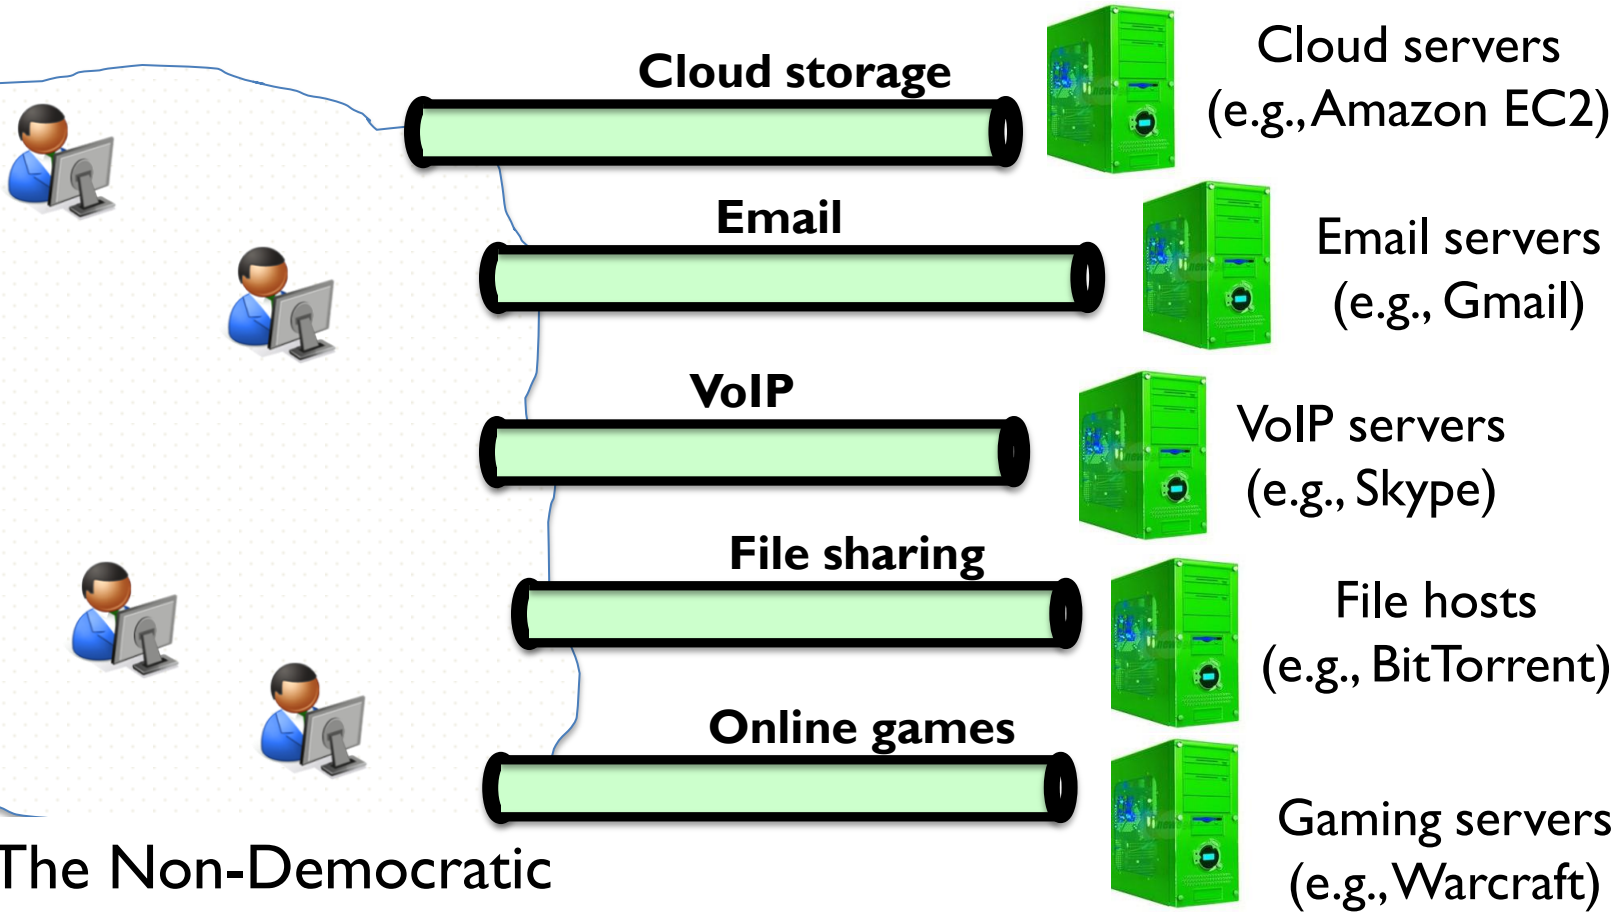 Cloud storage
Cloud servers
(e.g., Amazon EC2)
Email
Email servers
(e.g., Gmail)
VoIP
VoIP servers
(e.g., Skype)
File sharing
File hosts
(e.g., BitTorrent)
Online games
Gaming servers
(e.g., Warcraft)
The Non-Democratic